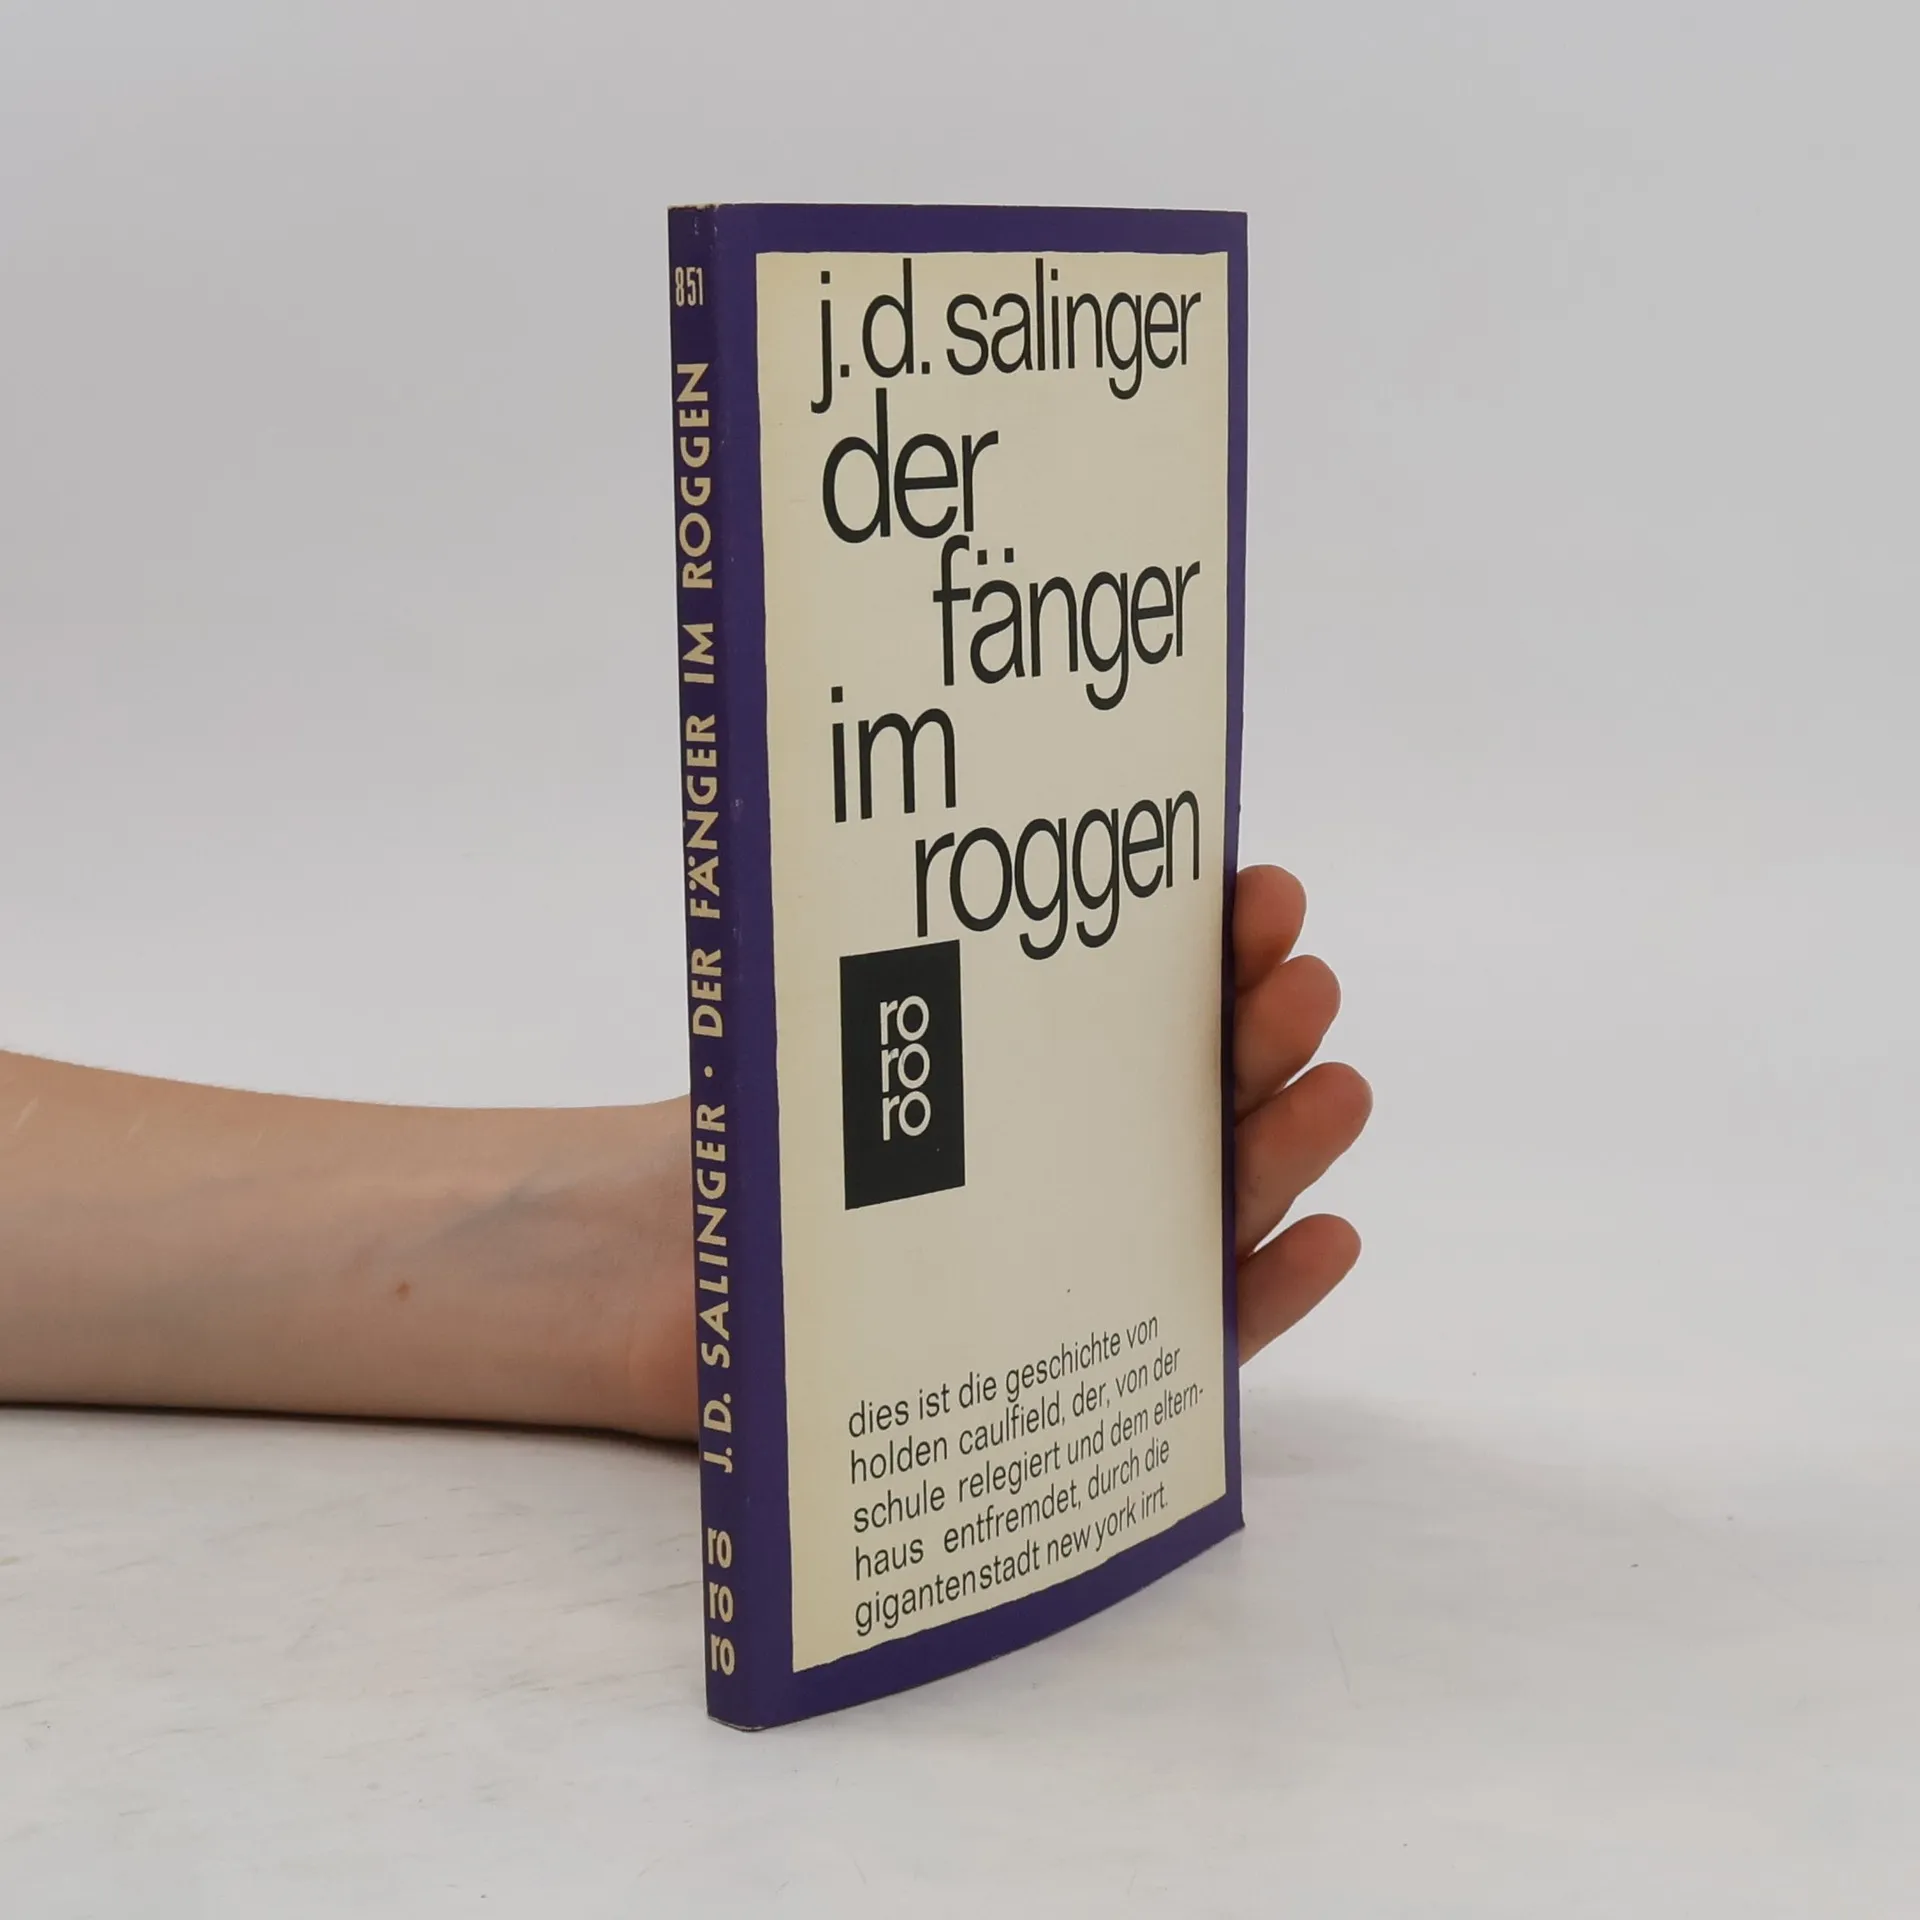 851
J.D. SALINGER · DER FÄNGER IM ROGGEN
ro
ro
ro
j.d. salinger
der
fänger
im
roggen
ro
ro
ro
dies ist die geschichte von
holden caulfield, der, von der
schule relegiert und dem eltern-
haus entfremdet, durch die
gigantenstadt new york irrt.